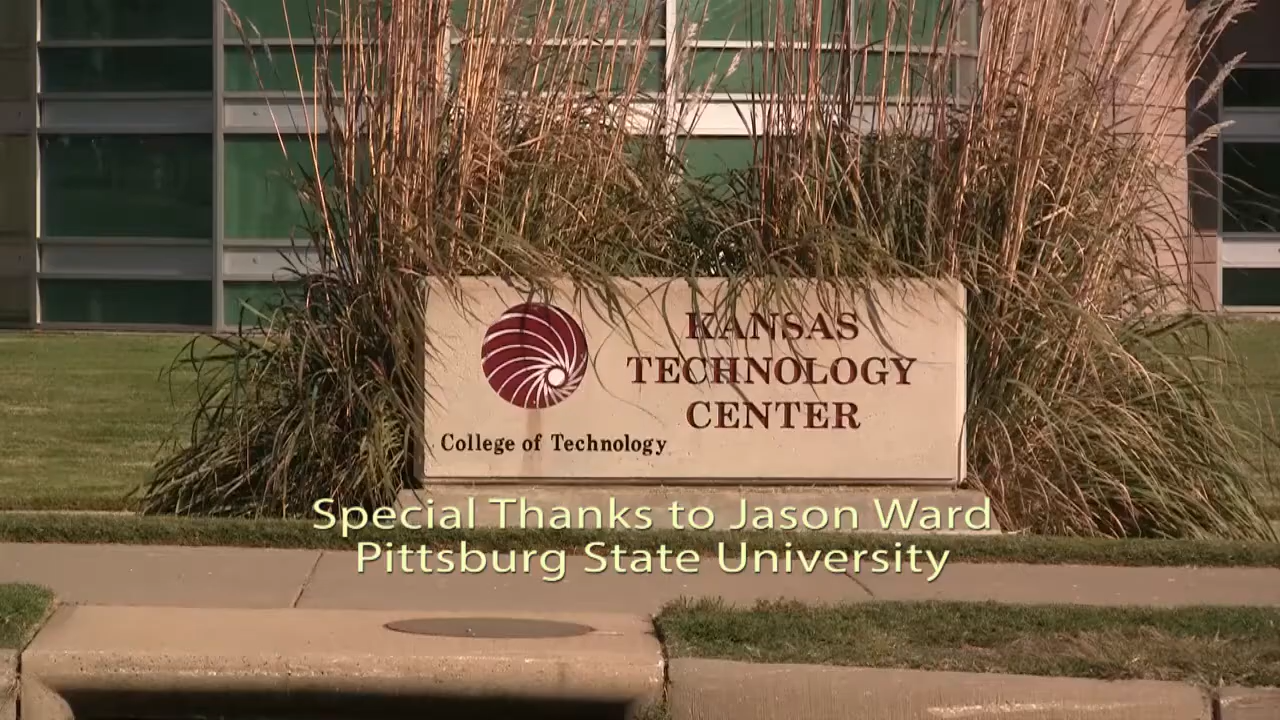 KANSAS
TECHNOLOGY
CENTER
College of Technology
Special Thanks to Jason Ward
Pittsburg State University